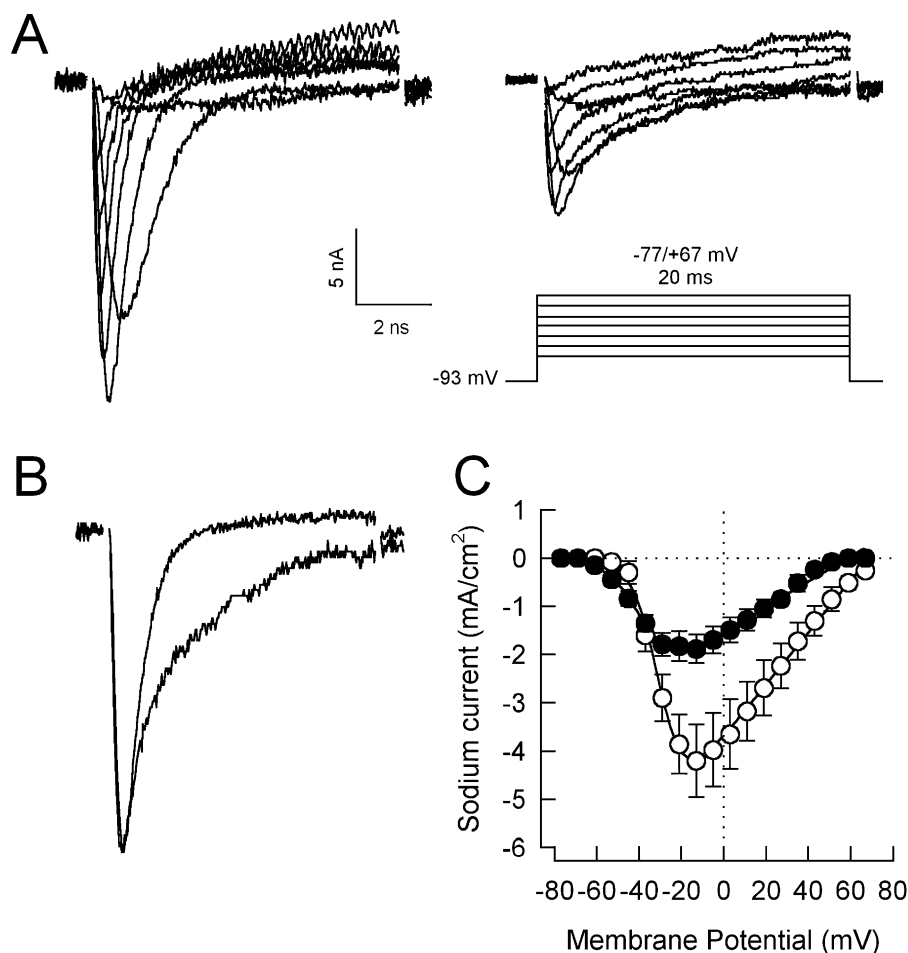 A
5 nA
2 ns
-77/+67 mV
20 ms
-93 mV
B
C
Sodium current (mA/cm²)
1
0
-1
-2
-3
-4
-5
-6
-80 -60 -40 -20 0 20 40 60 80
Membrane Potential (mV)